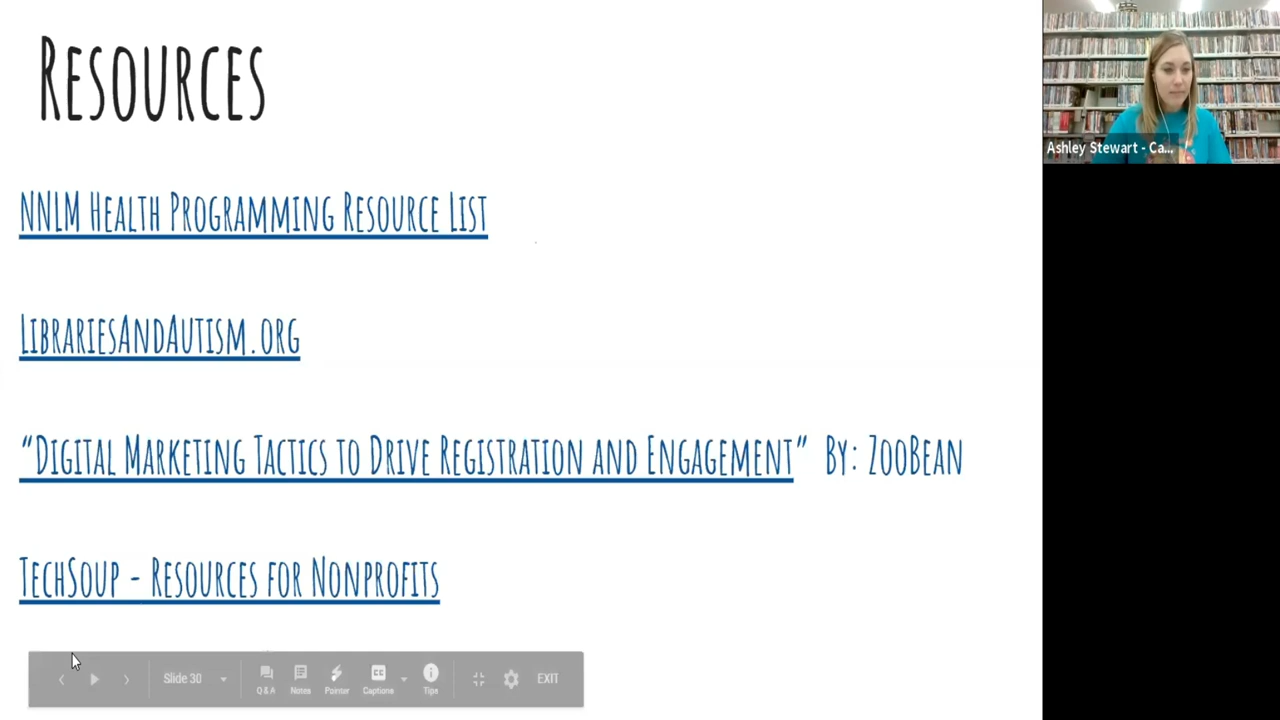 Resources
NNLM Health Programming Resource List
LibrariesAndAutism.org
“Digital Marketing Tactics to Drive Registration and Engagement” By: ZooBean
TechSoup - Resources for Nonprofits
Ashley Stewart - Ca...
Slide 30
Q & A
Notes
Pointer
Captions
Tips
EXIT